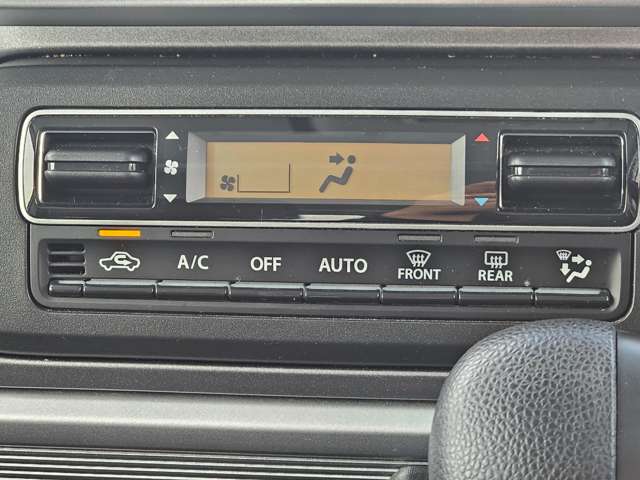 A/C OFF AUTO FRONT REAR